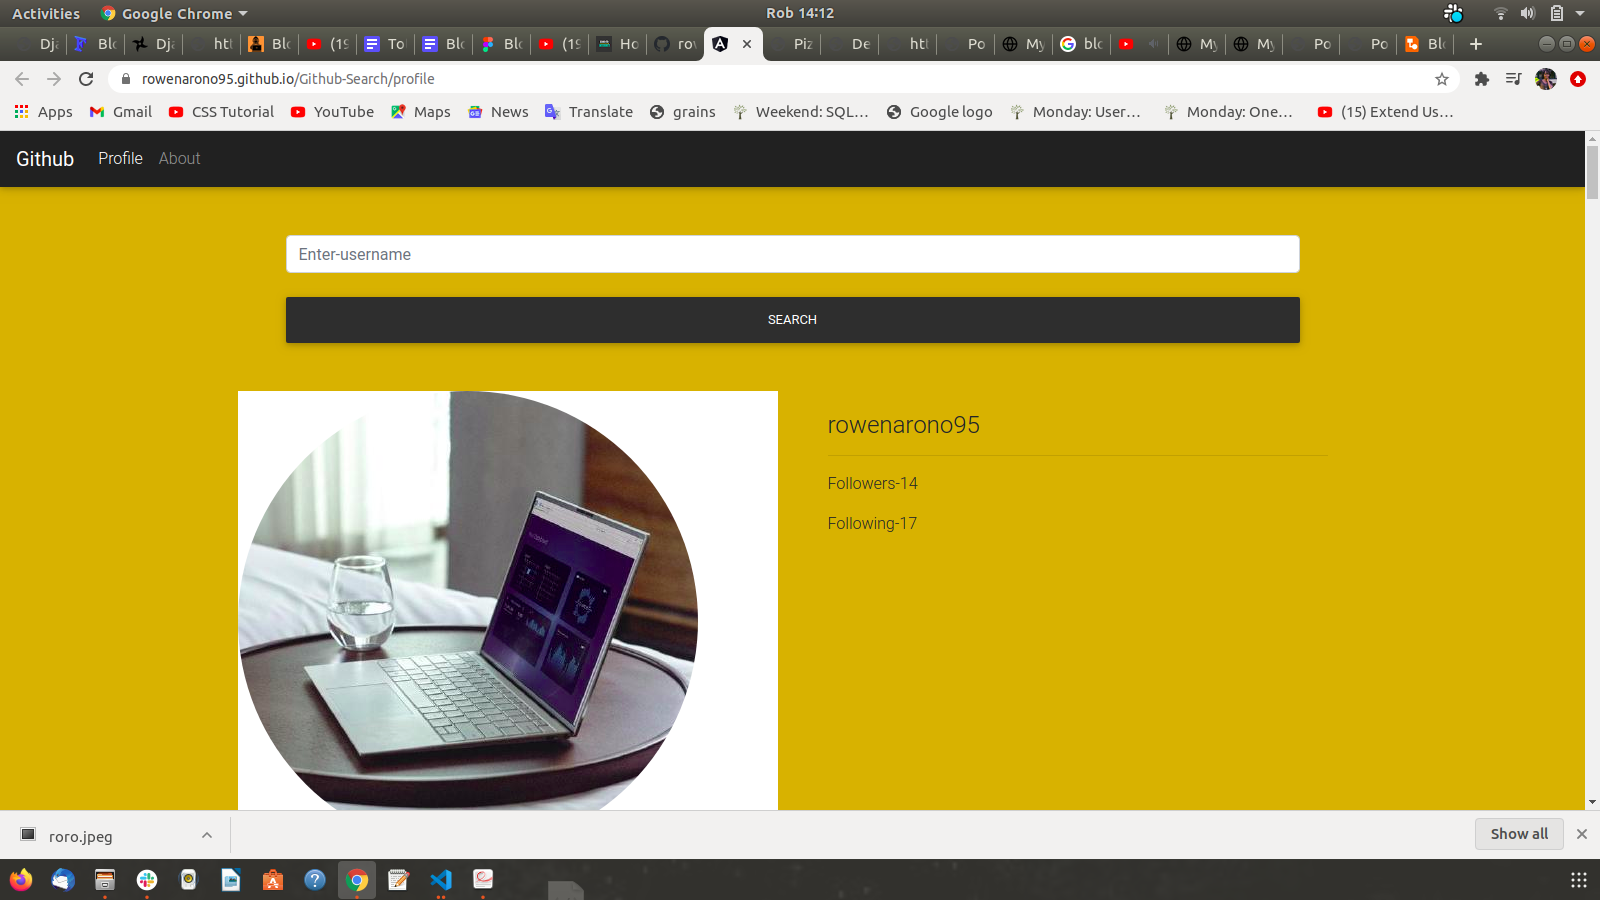 Activities Google Chrome Rob 14:12
Dja Blo Dja htt Blo (19 To Blo Blo (19 Ho rov Piz De htt Po My blo My My Po Po Blo
rowenarono95.github.io/Github-Search/profile
Apps Gmail CSS Tutorial YouTube Maps News Translate grains Weekend: SQL... Google logo Monday: User... Monday: One... (15) Extend Us...
Github Profile About
Enter-username
SEARCH
rowenarono95
Followers-14
Following-17
roro.jpeg Show all